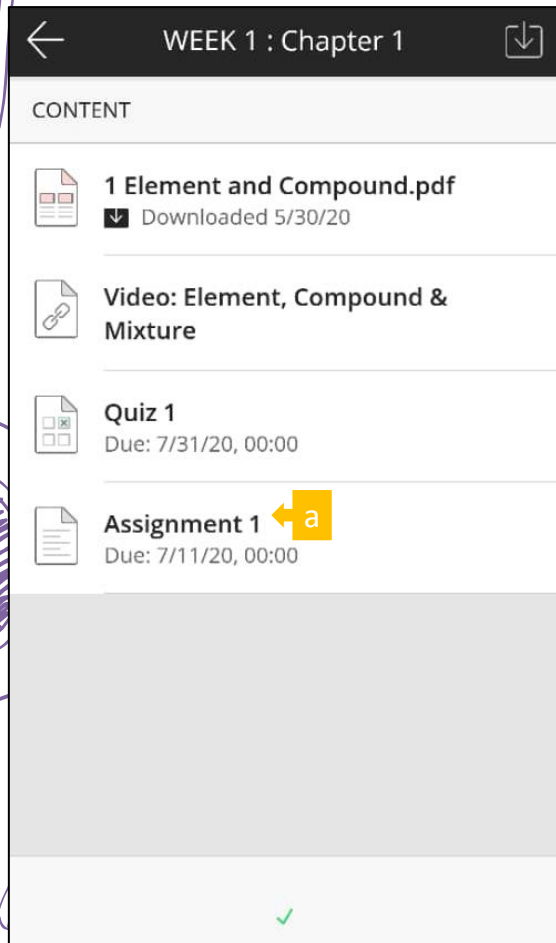 WEEK 1 : Chapter 1
CONTENT
1 Element and Compound.pdf
Downloaded 5/30/20
Video: Element, Compound &
Mixture
Quiz 1
Due: 7/31/20, 00:00
Assignment 1
a
Due: 7/11/20, 00:00